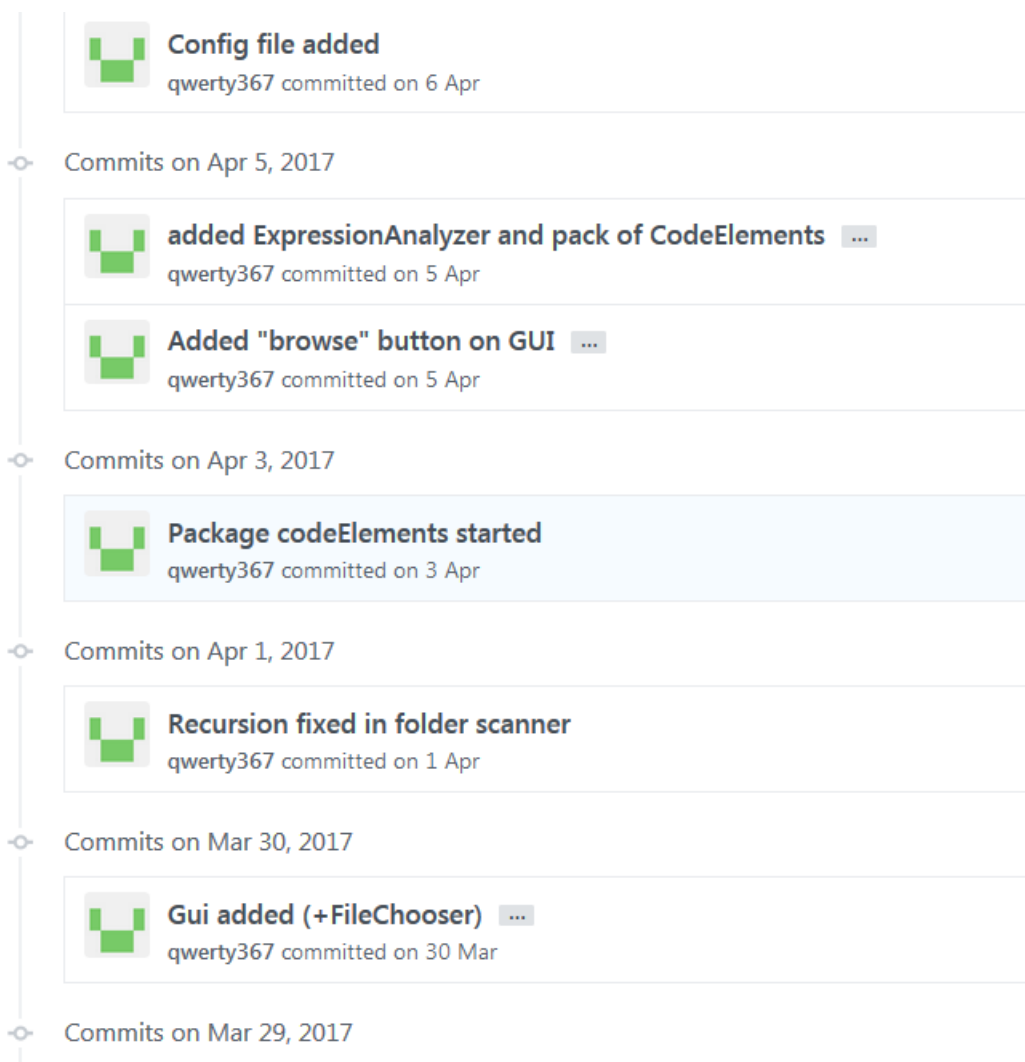 Config file added
qwerty367 committed on 6 Apr
Commits on Apr 5, 2017
added ExpressionAnalyzer and pack of CodeElements ...
qwerty367 committed on 5 Apr
Added "browse" button on GUI ...
qwerty367 committed on 5 Apr
Commits on Apr 3, 2017
Package codeElements started
qwerty367 committed on 3 Apr
Commits on Apr 1, 2017
Recursion fixed in folder scanner
qwerty367 committed on 1 Apr
Commits on Mar 30, 2017
Gui added (+FileChooser) ...
qwerty367 committed on 30 Mar
Commits on Mar 29, 2017